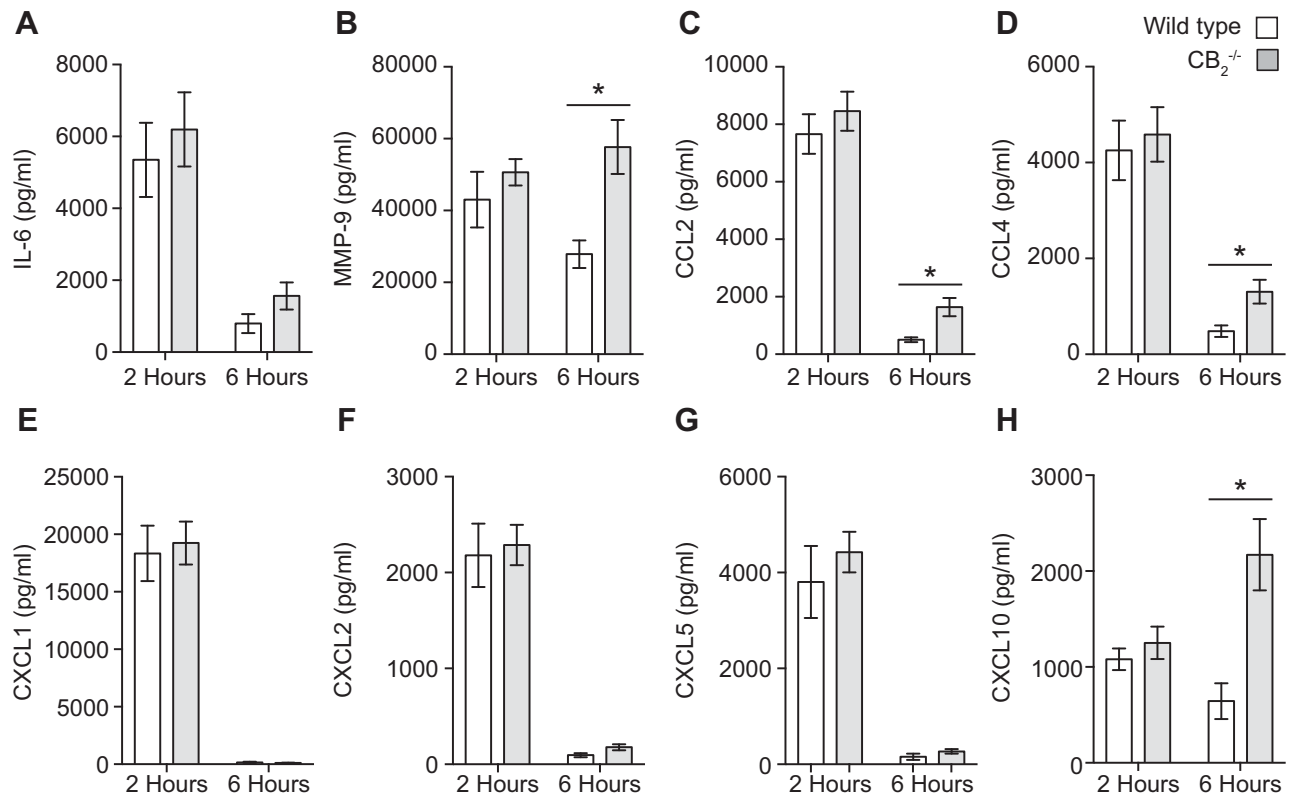 A
B
C
D
Wild type
CB2-/-
IL-6 (pg/ml)
8000
6000
4000
2000
0
2 Hours 6 Hours
MMP-9 (pg/ml)
80000
60000
40000
20000
0
*
2 Hours 6 Hours
CCL2 (pg/ml)
10000
8000
6000
4000
2000
0
*
2 Hours 6 Hours
CCL4 (pg/ml)
6000
4000
2000
0
*
2 Hours 6 Hours
E
F
G
H
CXCL1 (pg/ml)
25000
20000
15000
10000
5000
0
2 Hours 6 Hours
CXCL2 (pg/ml)
3000
2000
1000
0
2 Hours 6 Hours
CXCL5 (pg/ml)
6000
4000
2000
0
2 Hours 6 Hours
CXCL10 (pg/ml)
3000
2000
1000
0
*
2 Hours 6 Hours